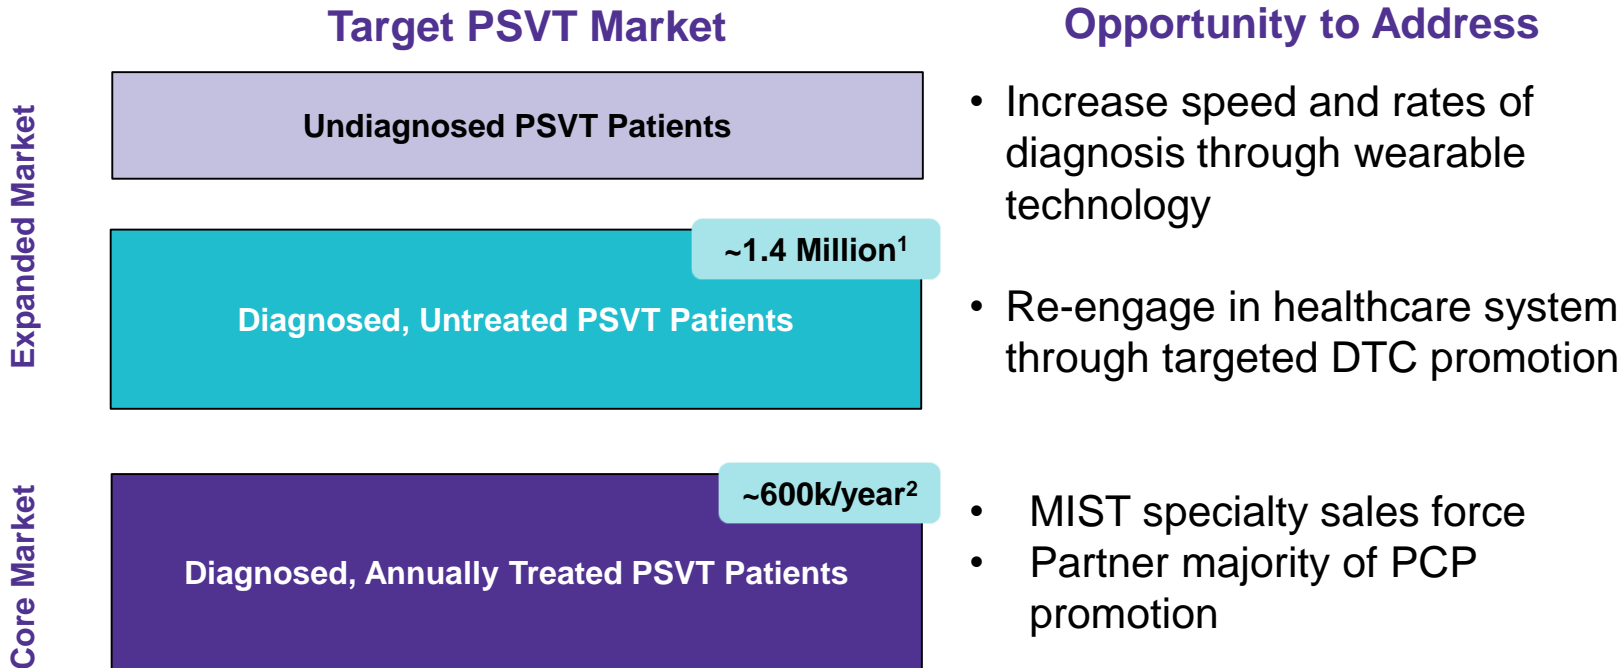 Target PSVT Market
Opportunity to Address
Expanded Market
Undiagnosed PSVT Patients
• Increase speed and rates of
diagnosis through wearable
technology
~1.4 Million¹
Diagnosed, Untreated PSVT Patients
• Re-engage in healthcare system
through targeted DTC promotion
Core Market
~600k/year²
Diagnosed, Annually Treated PSVT Patients
• MIST specialty sales force
• Partner majority of PCP
promotion